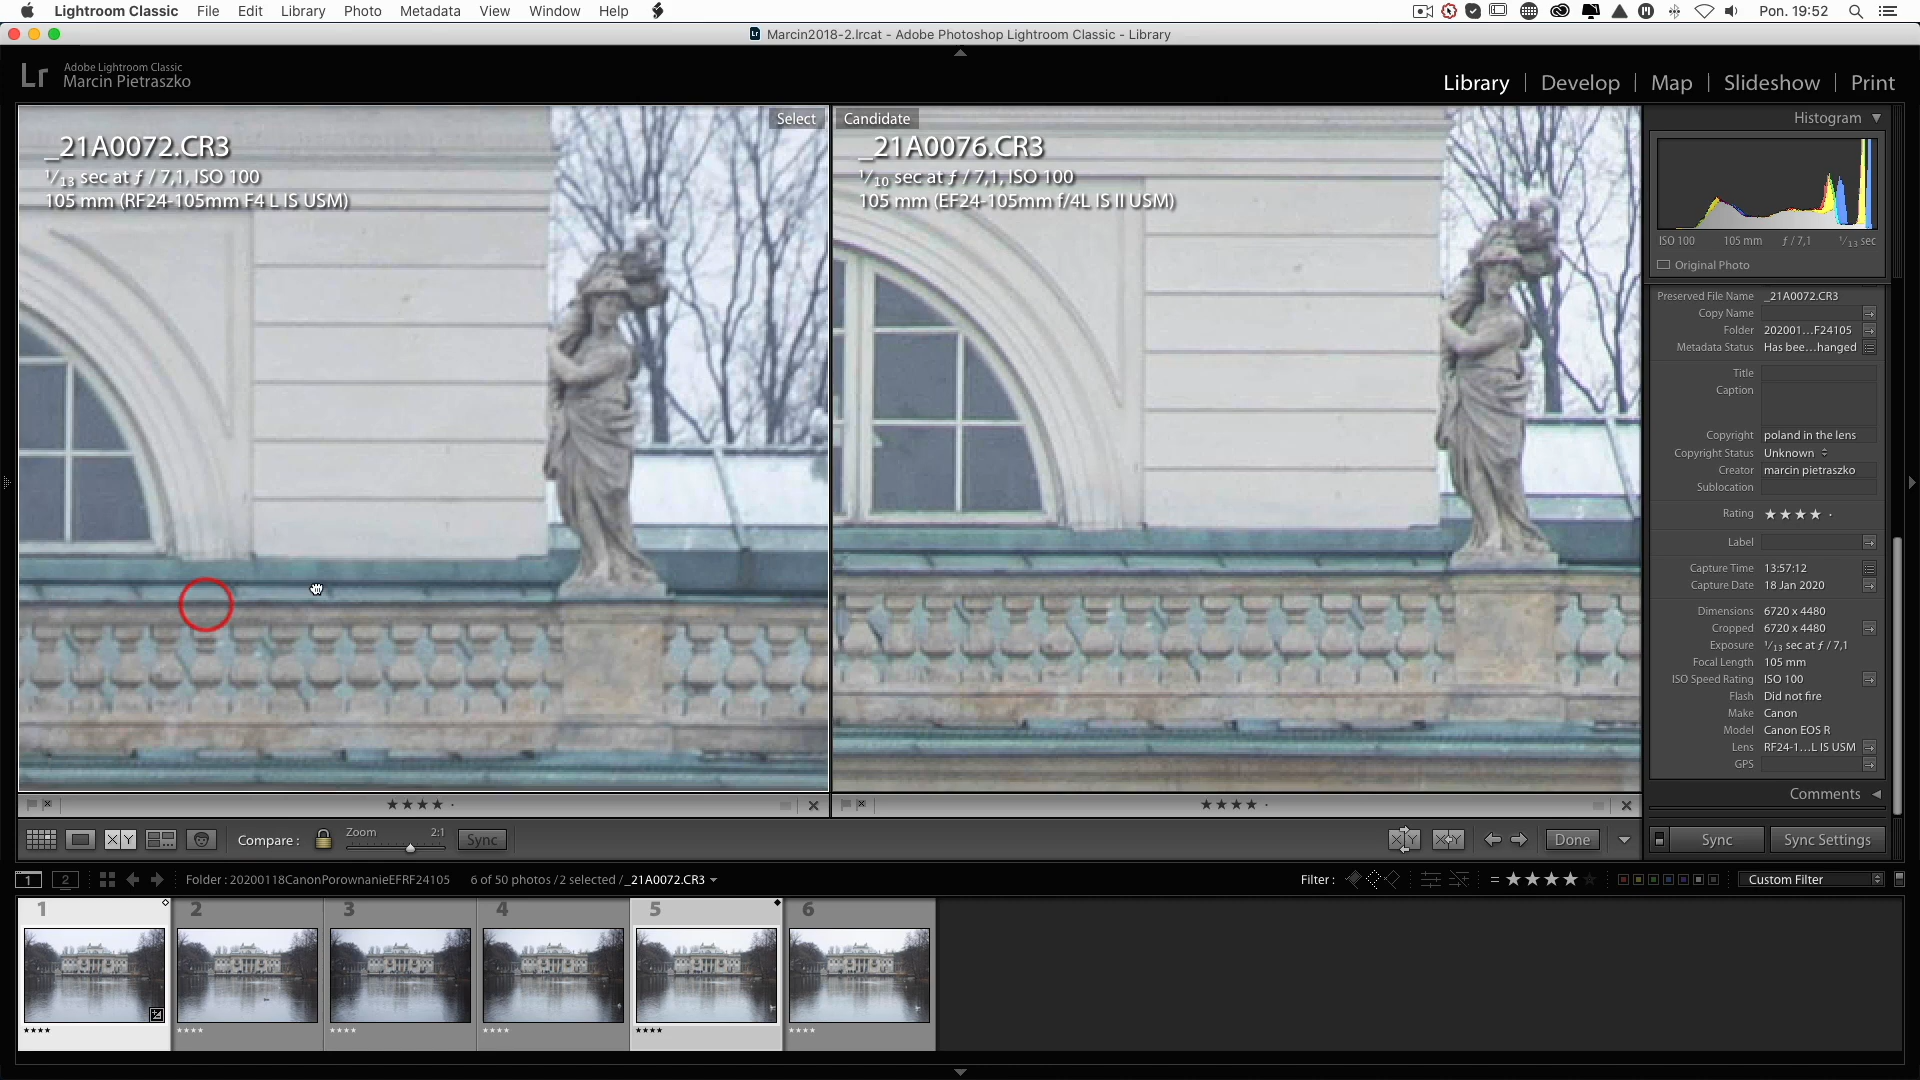 Lightroom Classic File Edit Library Photo Metadata View Window Help Pon. 19:52
Lr Marcin2018-2.lrcat - Adobe Photoshop Lightroom Classic - Library
Lr
Adobe Lightroom Classic
Marcin Pietraszko
Library | Develop | Map | Slideshow | Print
_21A0072.CR3
1/13 sec at ƒ / 7,1, ISO 100
105 mm (RF24-105mm F4 L IS USM)
Select
Candidate
_21A0076.CR3
1/10 sec at ƒ / 7,1, ISO 100
105 mm (EF24-105mm f/4L IS II USM)
Histogram
ISO 100 105 mm ƒ / 7,1 1/13 sec
Original Photo
Preserved File Name _21A0072.CR3
Copy Name
Folder 202001...F24105
Metadata Status Has bee...hanged
Title
Caption
Copyright poland in the lens
Copyright Status Unknown
Creator marcin pietraszko
Sublocation
Rating ★★★★ ·
Label
Capture Time 13:57:12
Capture Date 18 Jan 2020
Dimensions 6720 x 4480
Cropped 6720 x 4480
Exposure 1/13 sec at ƒ / 7,1
Focal Length 105 mm
ISO Speed Rating ISO 100
Flash Did not fire
Make Canon
Model Canon EOS R
Lens RF24-1...L IS USM
GPS
Comments
XY Compare : Zoom 2:1 Sync
Done
Sync Sync Settings
1 2 Folder : 20200118CanonPorownanieEFRF24105 6 of 50 photos /2 selected /_21A0072.CR3
Filter : = ★★★★ Custom Filter
1 2 3 4 5 6